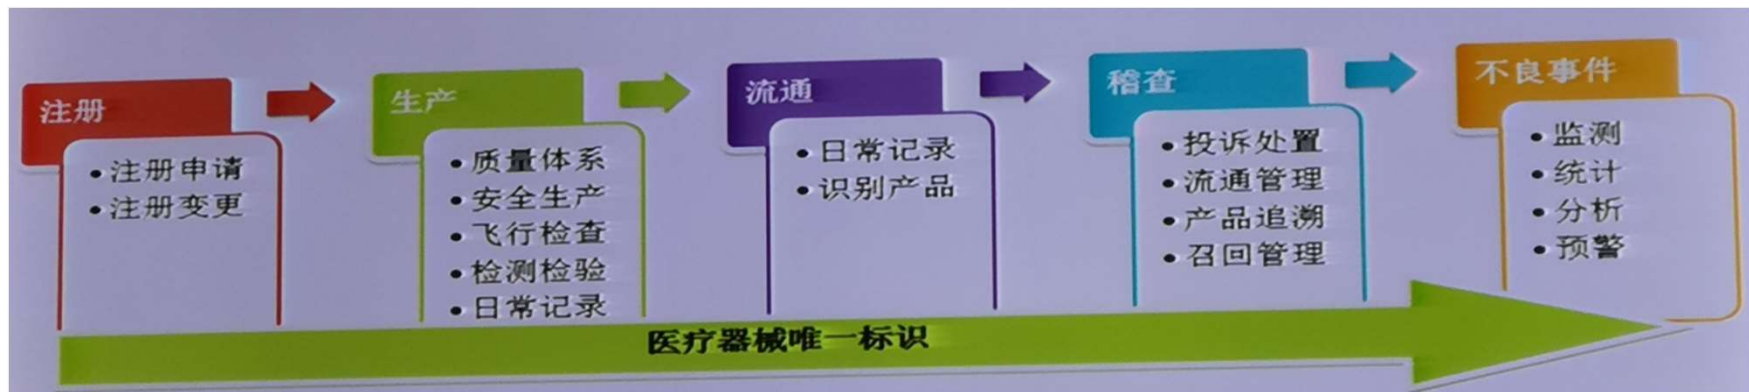 注册
•注册申请
•注册变更
生产
•质量体系
•安全生产
•飞行检查
•检测检验
•日常记录
流通
•日常记录
•识别产品
稽查
•投诉处置
•流通管理
•产品追溯
•召回管理
不良事件
•监测
•统计
•分析
•预警
医疗器械唯一标识